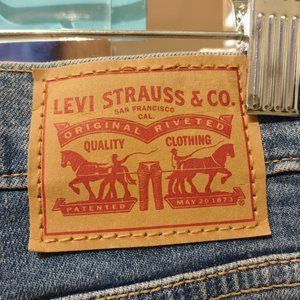 LEVI STRAUSS & CO.
SAN FRANCISCO
CAL.
ORIGINAL RIVETED
QUALITY CLOTHING
PATENTED MAY 20 1873